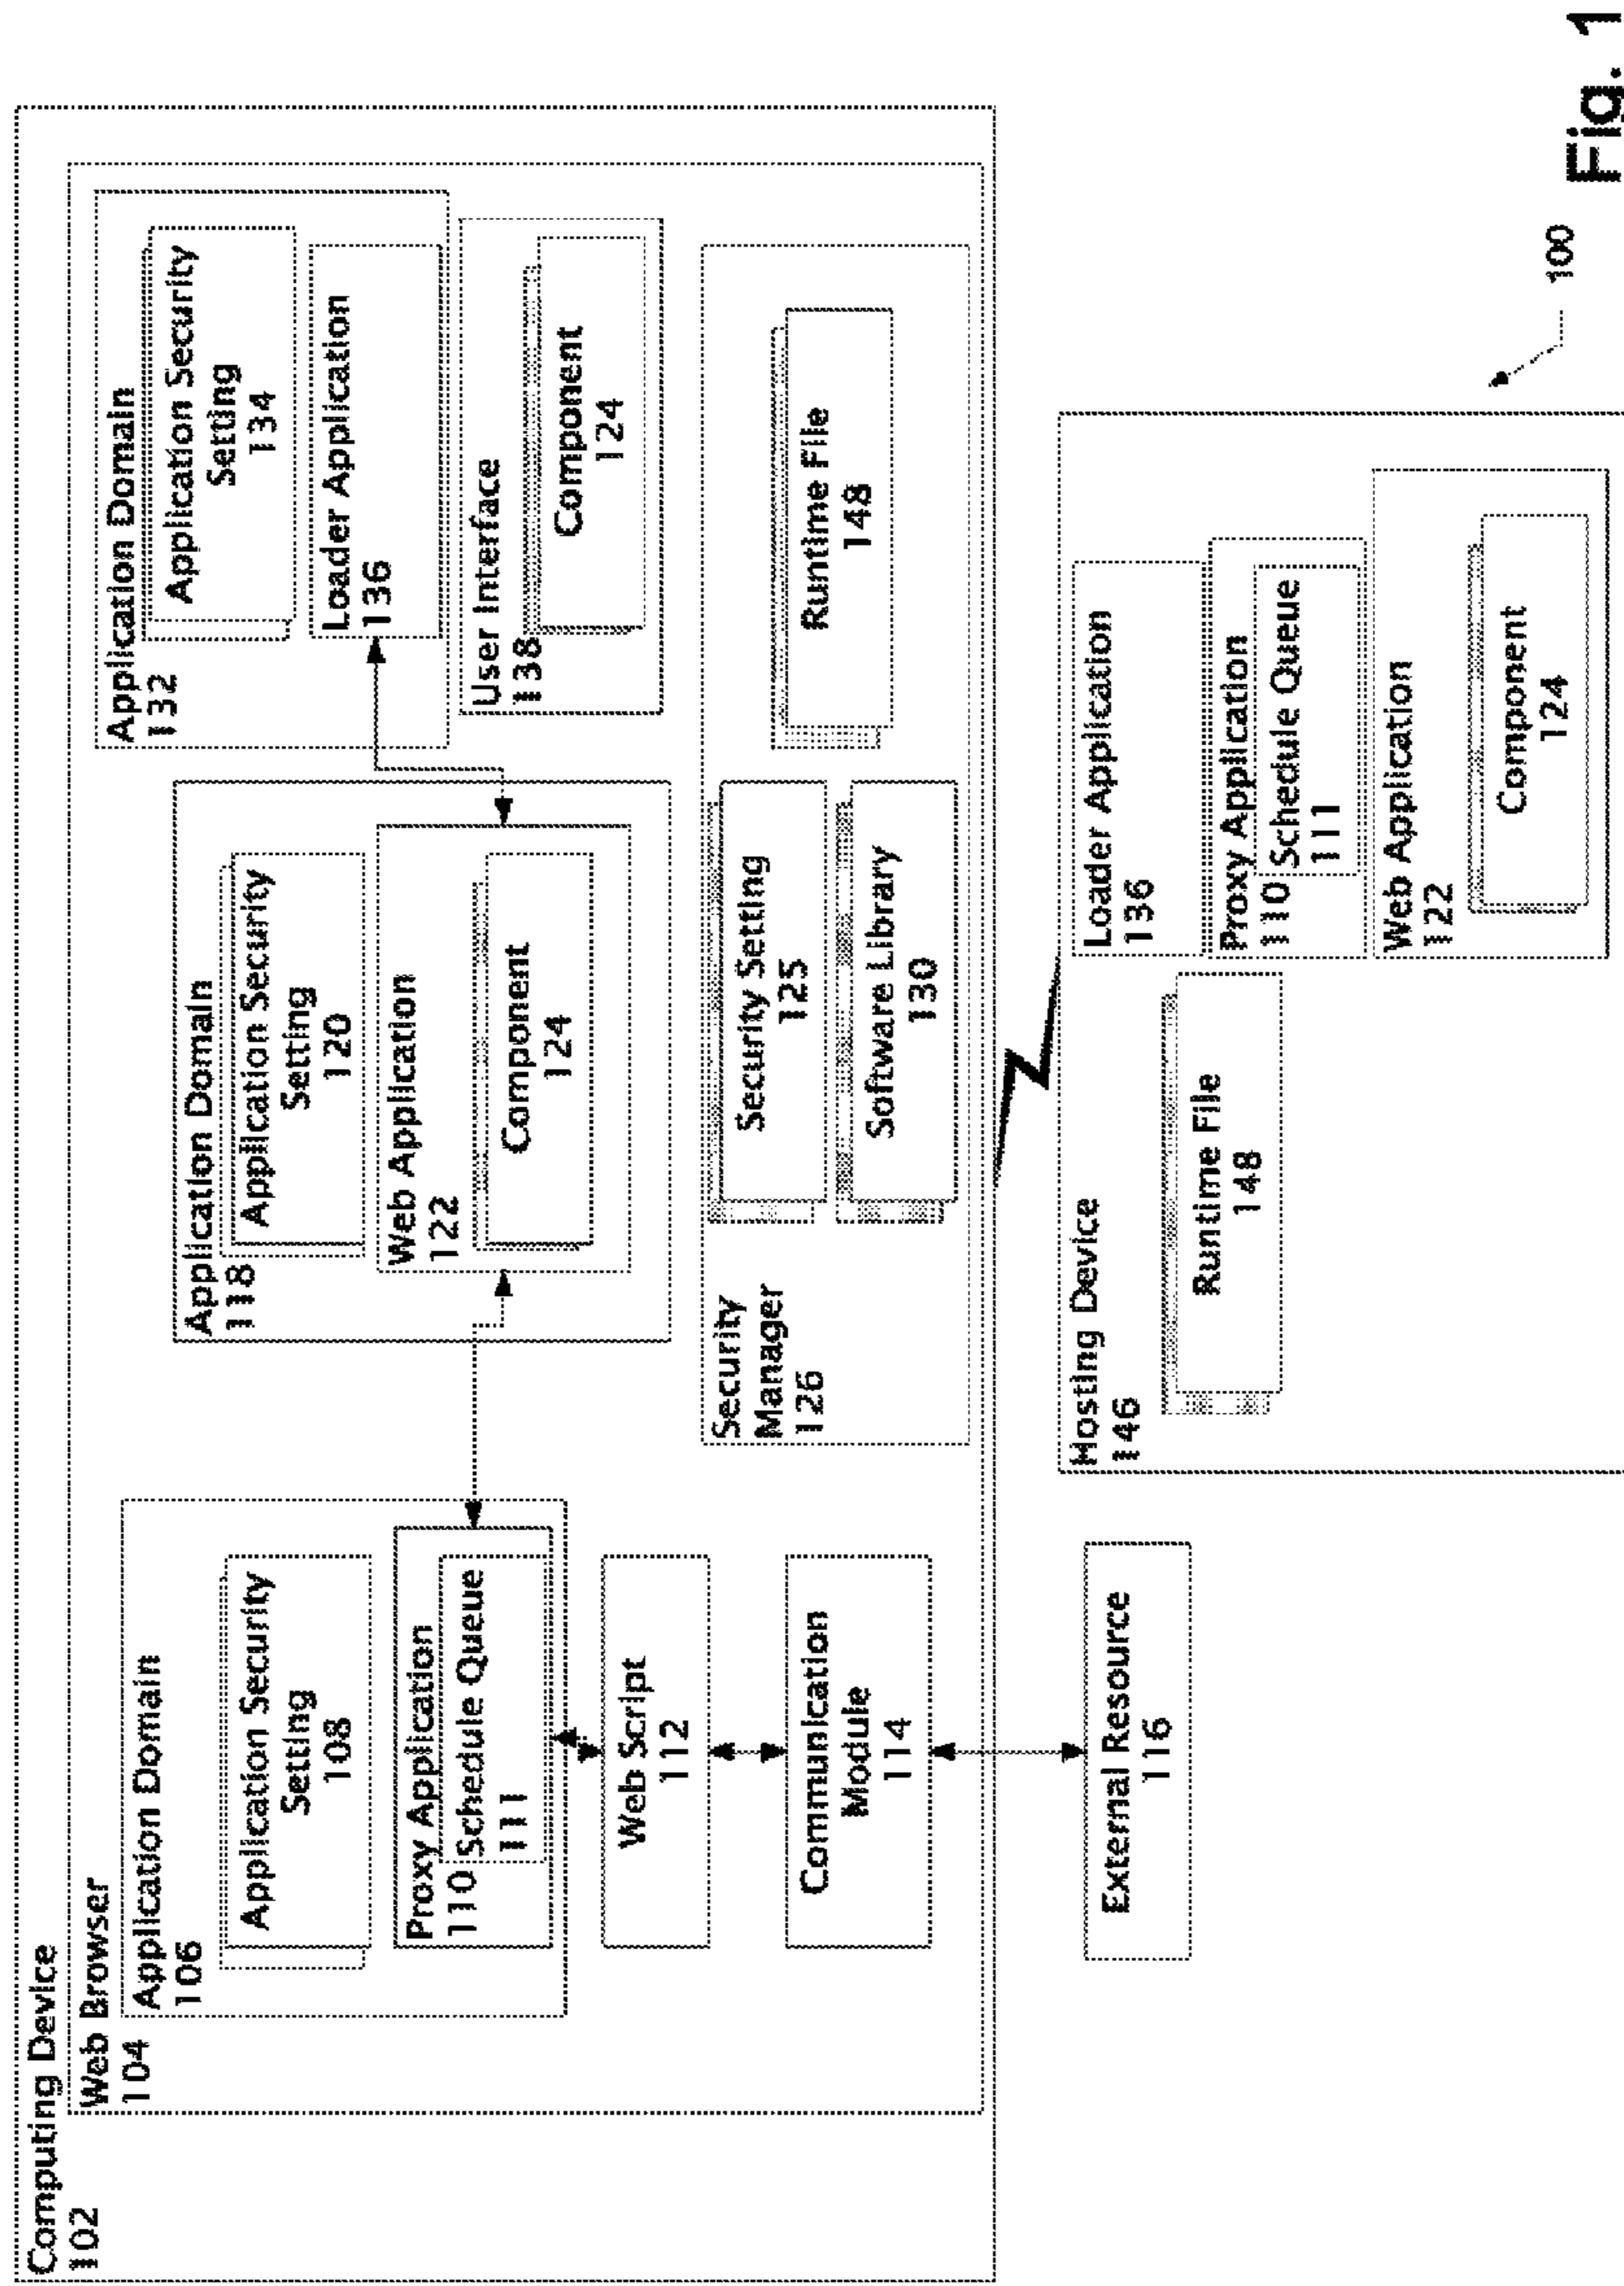 Computing Device
102
Web Browser
104
Application Domain
106
Application Security
Setting
108
Proxy Application
110
Schedule Queue
111
Web Script
112
Communication
Module
114
External Resource
116
Application Domain
118
Application Security
Setting
120
Web Application
122
Component
124
Security
Manager
126
Security Setting
125
Software Library
130
Runtime File
148
Application Domain
132
Application Security
Setting
134
Loader Application
136
User Interface
138
Component
124
Hosting Device
146
Runtime File
148
Loader Application
136
Proxy Application
110
Schedule Queue
111
Web Application
122
Component
124
100
Fig. 1